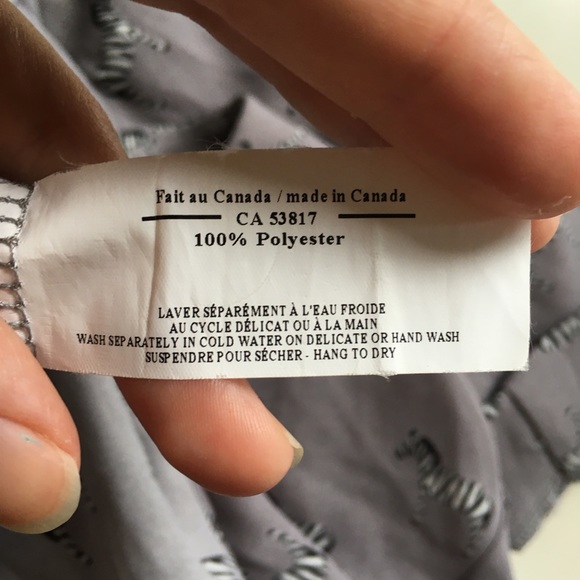 Fait au Canada / made in Canada
CA 53817
100% Polyester
LAVER SÉPARÉMENT À L'EAU FROIDE
AU CYCLE DÉLICAT OU À LA MAIN
WASH SEPARATELY IN COLD WATER ON DELICATE OR HAND WASH
SUSPENDRE POUR SÉCHER - HANG TO DRY